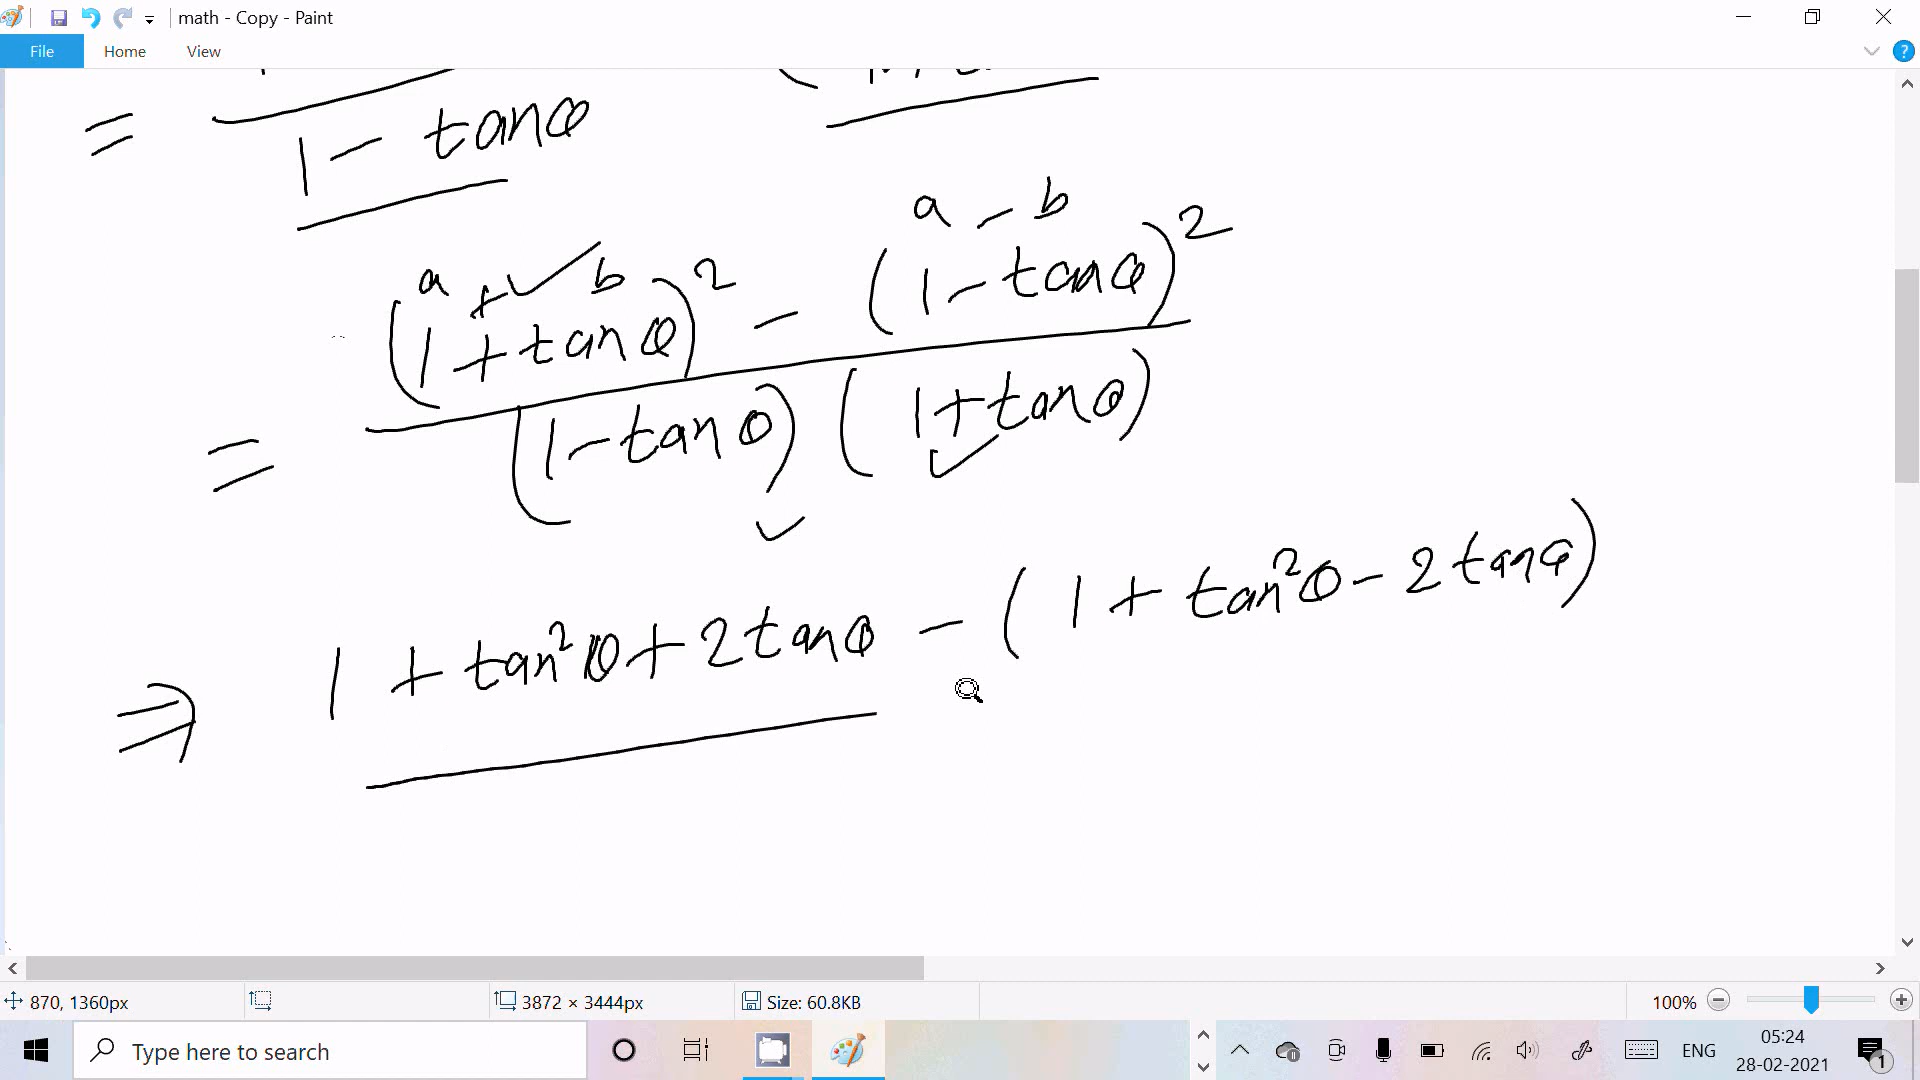 math - Copy - Paint
File Home View
=
1 - tanθ
a + b a - b
(1 + tanθ)² - (1 - tanθ)²
=
(1 - tanθ) (1 + tanθ)
⇒ 1 + tan²θ + 2tanθ - (1 + tan²θ - 2tanθ)
870, 1360px 3872 × 3444px Size: 60.8KB 100%
Type here to search ENG 05:24
28-02-2021 1